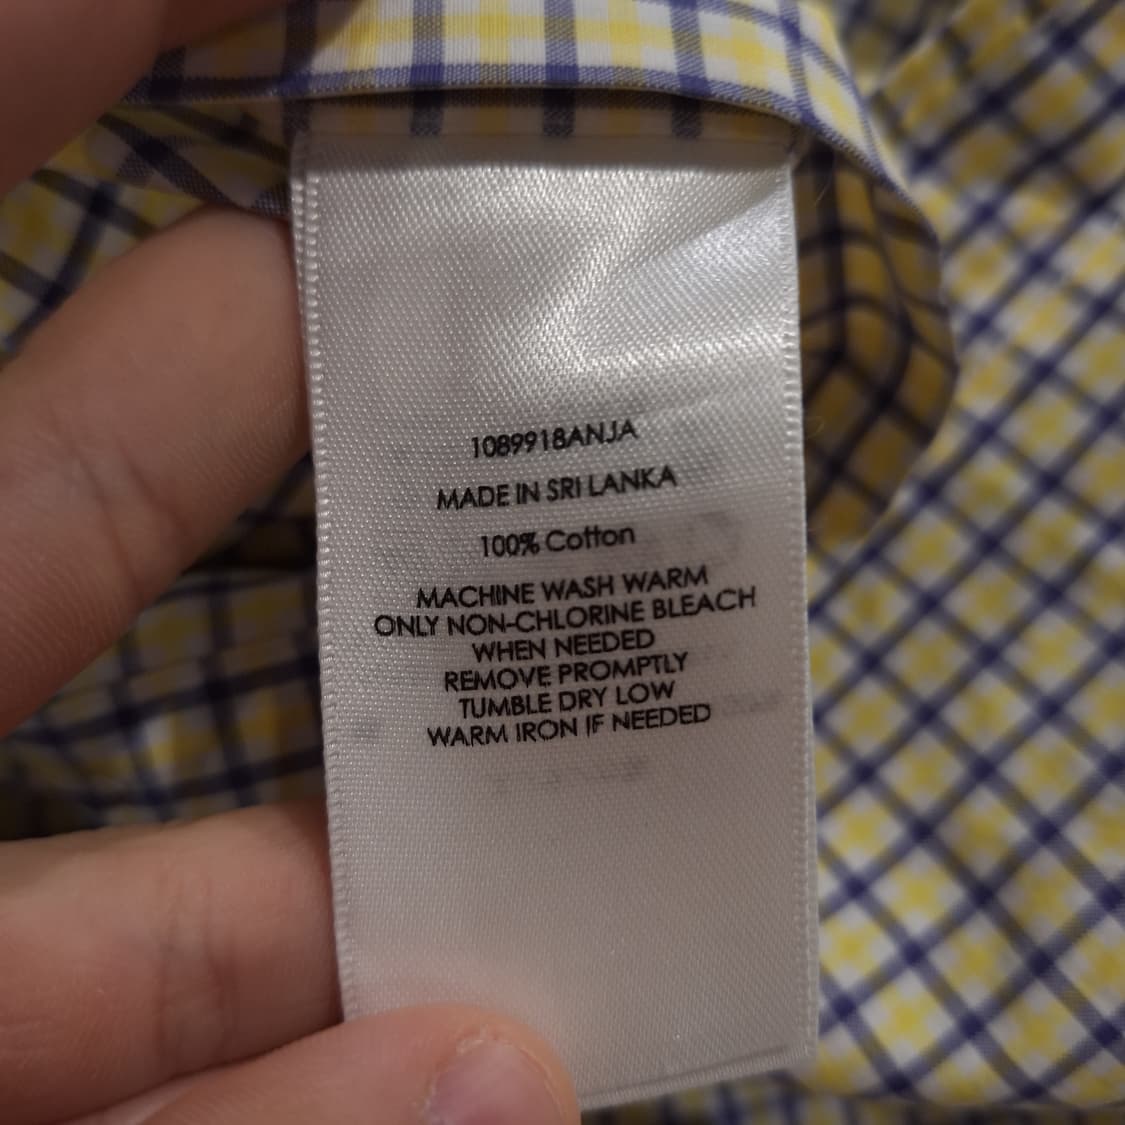 1089918ANJA
MADE IN SRI LANKA
100% Cotton
MACHINE WASH WARM
ONLY NON-CHLORINE BLEACH
WHEN NEEDED
REMOVE PROMPTLY
TUMBLE DRY LOW
WARM IRON IF NEEDED